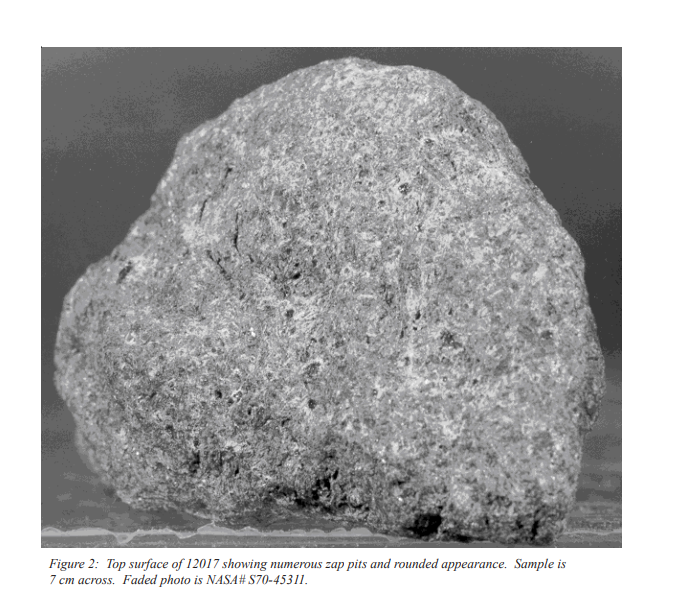 Figure 2: Top surface of 12017 showing numerous zap pits and rounded appearance. Sample is
7 cm across. Faded photo is NASA# S70-45311.